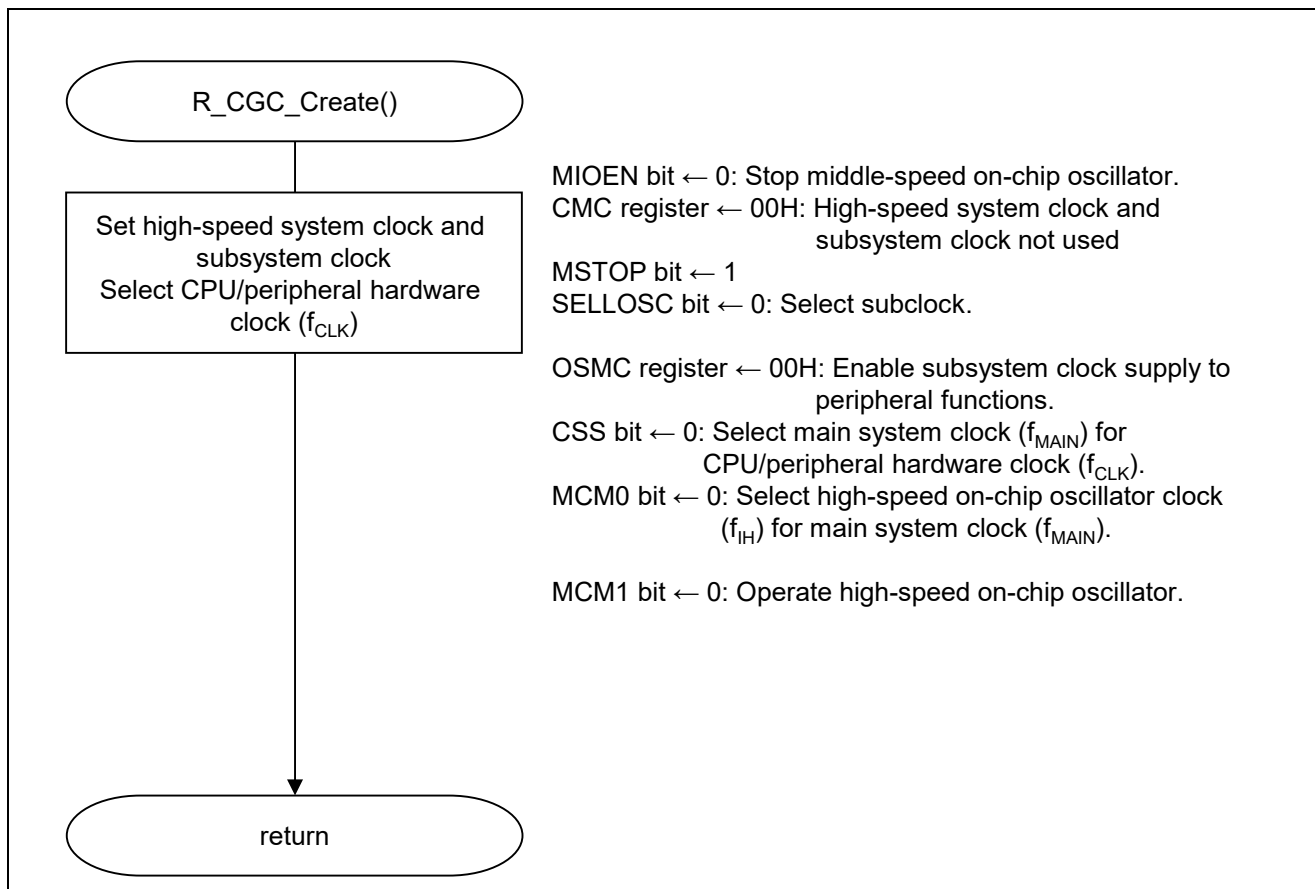 R_CGC_Create()
Set high-speed system clock and
subsystem clock
Select CPU/peripheral hardware
clock (fCLK)
MIOEN bit ← 0: Stop middle-speed on-chip oscillator.
CMC register ← 00H: High-speed system clock and
subsystem clock not used
MSTOP bit ← 1
SELLOSC bit ← 0: Select subclock.
OSMC register ← 00H: Enable subsystem clock supply to
peripheral functions.
CSS bit ← 0: Select main system clock (fMAIN) for
CPU/peripheral hardware clock (fCLK).
MCM0 bit ← 0: Select high-speed on-chip oscillator clock
(fIH) for main system clock (fMAIN).
MCM1 bit ← 0: Operate high-speed on-chip oscillator.
return